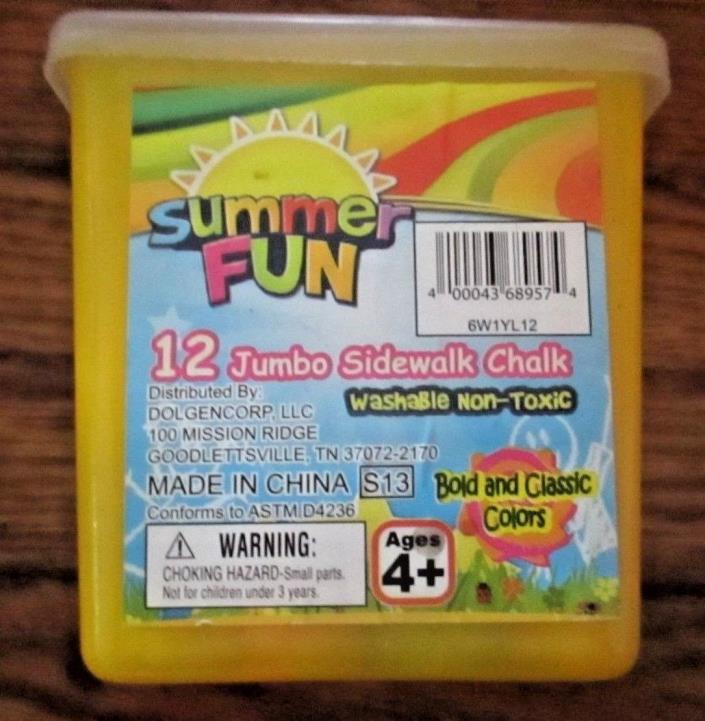 summer
FUN
4 00043 68957 4
6W1YL12
12 Jumbo Sidewalk Chalk
Distributed By:
DOLGENCORP, LLC
100 MISSION RIDGE
GOODLETTSVILLE, TN 37072-2170
Washable Non-Toxic
MADE IN CHINA S13
Conforms to ASTM D4236
Bold and Classic
Colors
WARNING:
CHOKING HAZARD-Small parts.
Not for children under 3 years.
Ages
4+